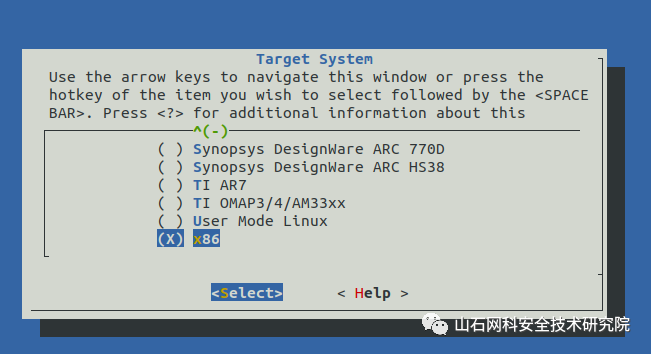 Target System
Use the arrow keys to navigate this window or press the
hotkey of the item you wish to select followed by the <SPACE
BAR>. Press <?> for additional information about this
^(-)
( ) Synopsys DesignWare ARC 770D
( ) Synopsys DesignWare ARC HS38
( ) TI AR7
( ) TI OMAP3/4/AM33xx
( ) User Mode Linux
(X) x86
<Select> < Help >
山石网科安全技术研究院